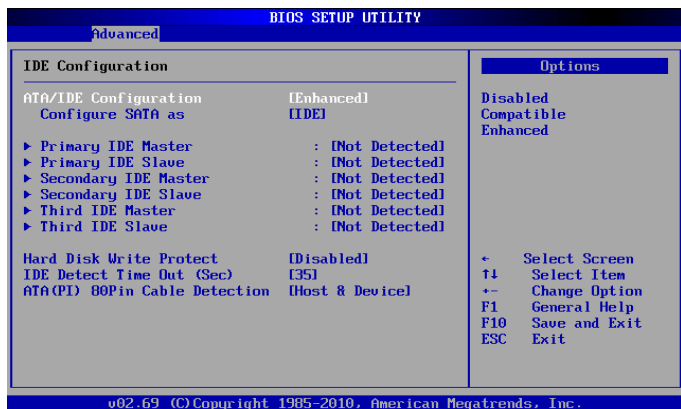 BIOS SETUP UTILITY
Advanced
IDE Configuration
ATA/IDE Configuration [Enhanced]
Configure SATA as [IDE]
► Primary IDE Master : [Not Detected]
► Primary IDE Slave : [Not Detected]
► Secondary IDE Master : [Not Detected]
► Secondary IDE Slave : [Not Detected]
► Third IDE Master : [Not Detected]
► Third IDE Slave : [Not Detected]
Hard Disk Write Protect [Disabled]
IDE Detect Time Out (Sec) [35]
ATA(PI) 80Pin Cable Detection [Host & Device]
Options
Disabled
Compatible
Enhanced
← Select Screen
↑↓ Select Item
+- Change Option
F1 General Help
F10 Save and Exit
ESC Exit
v02.69 (C)Copyright 1985-2010, American Megatrends, Inc.